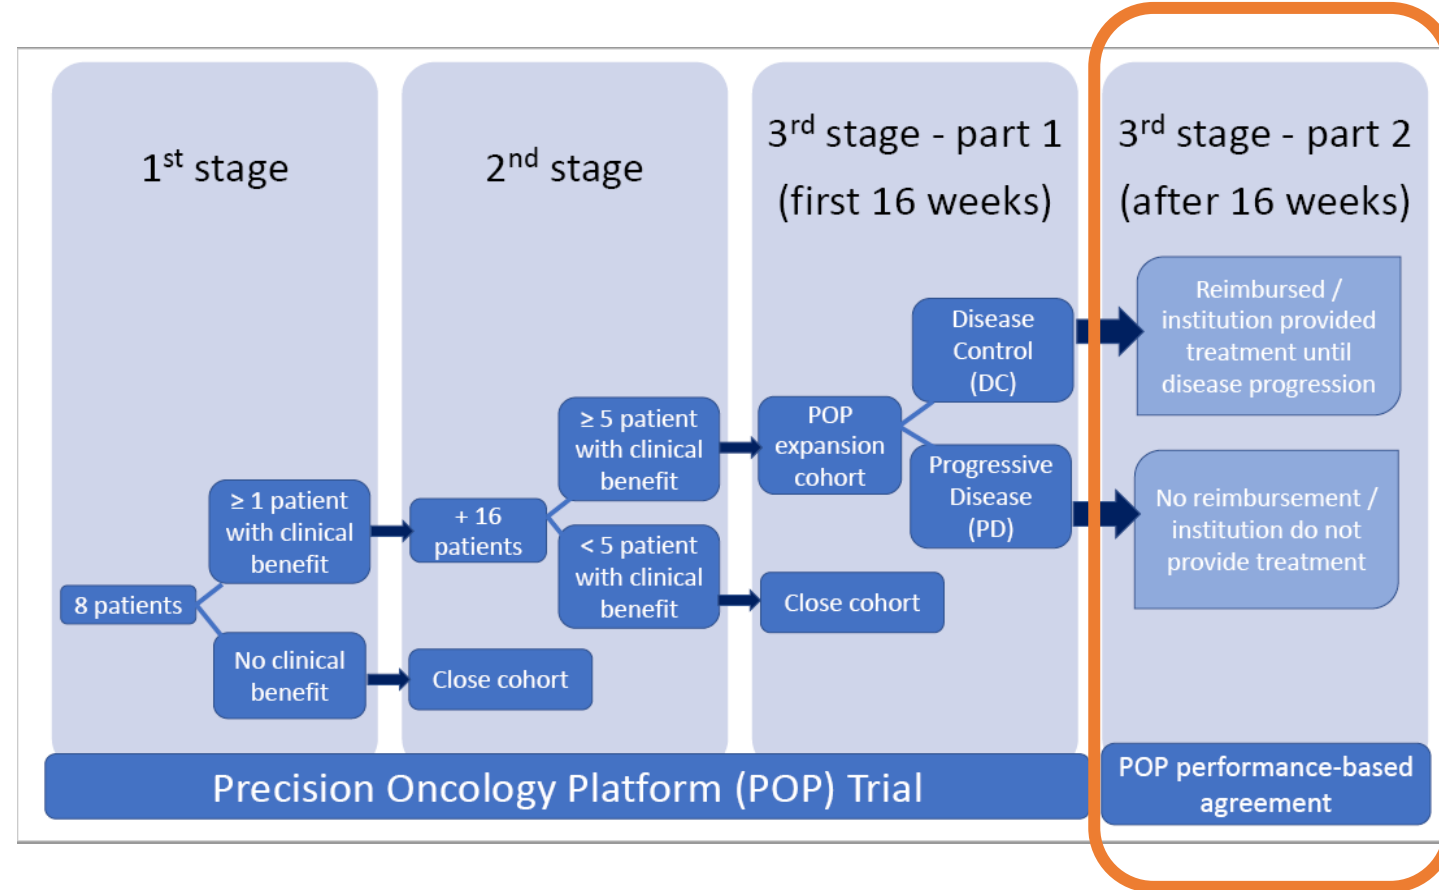 1st stage
8 patients
≥ 1 patient
with clinical
benefit
No clinical
benefit
2nd stage
+ 16
patients
Close cohort
≥ 5 patient
with clinical
benefit
< 5 patient
with clinical
benefit
3rd stage - part 1
(first 16 weeks)
POP
expansion
cohort
Close cohort
Disease
Control
(DC)
Progressive
Disease
(PD)
3rd stage - part 2
(after 16 weeks)
Reimbursed /
institution provided
treatment until
disease progression
No reimbursement /
institution do not
provide treatment
Precision Oncology Platform (POP) Trial
POP performance-based
agreement